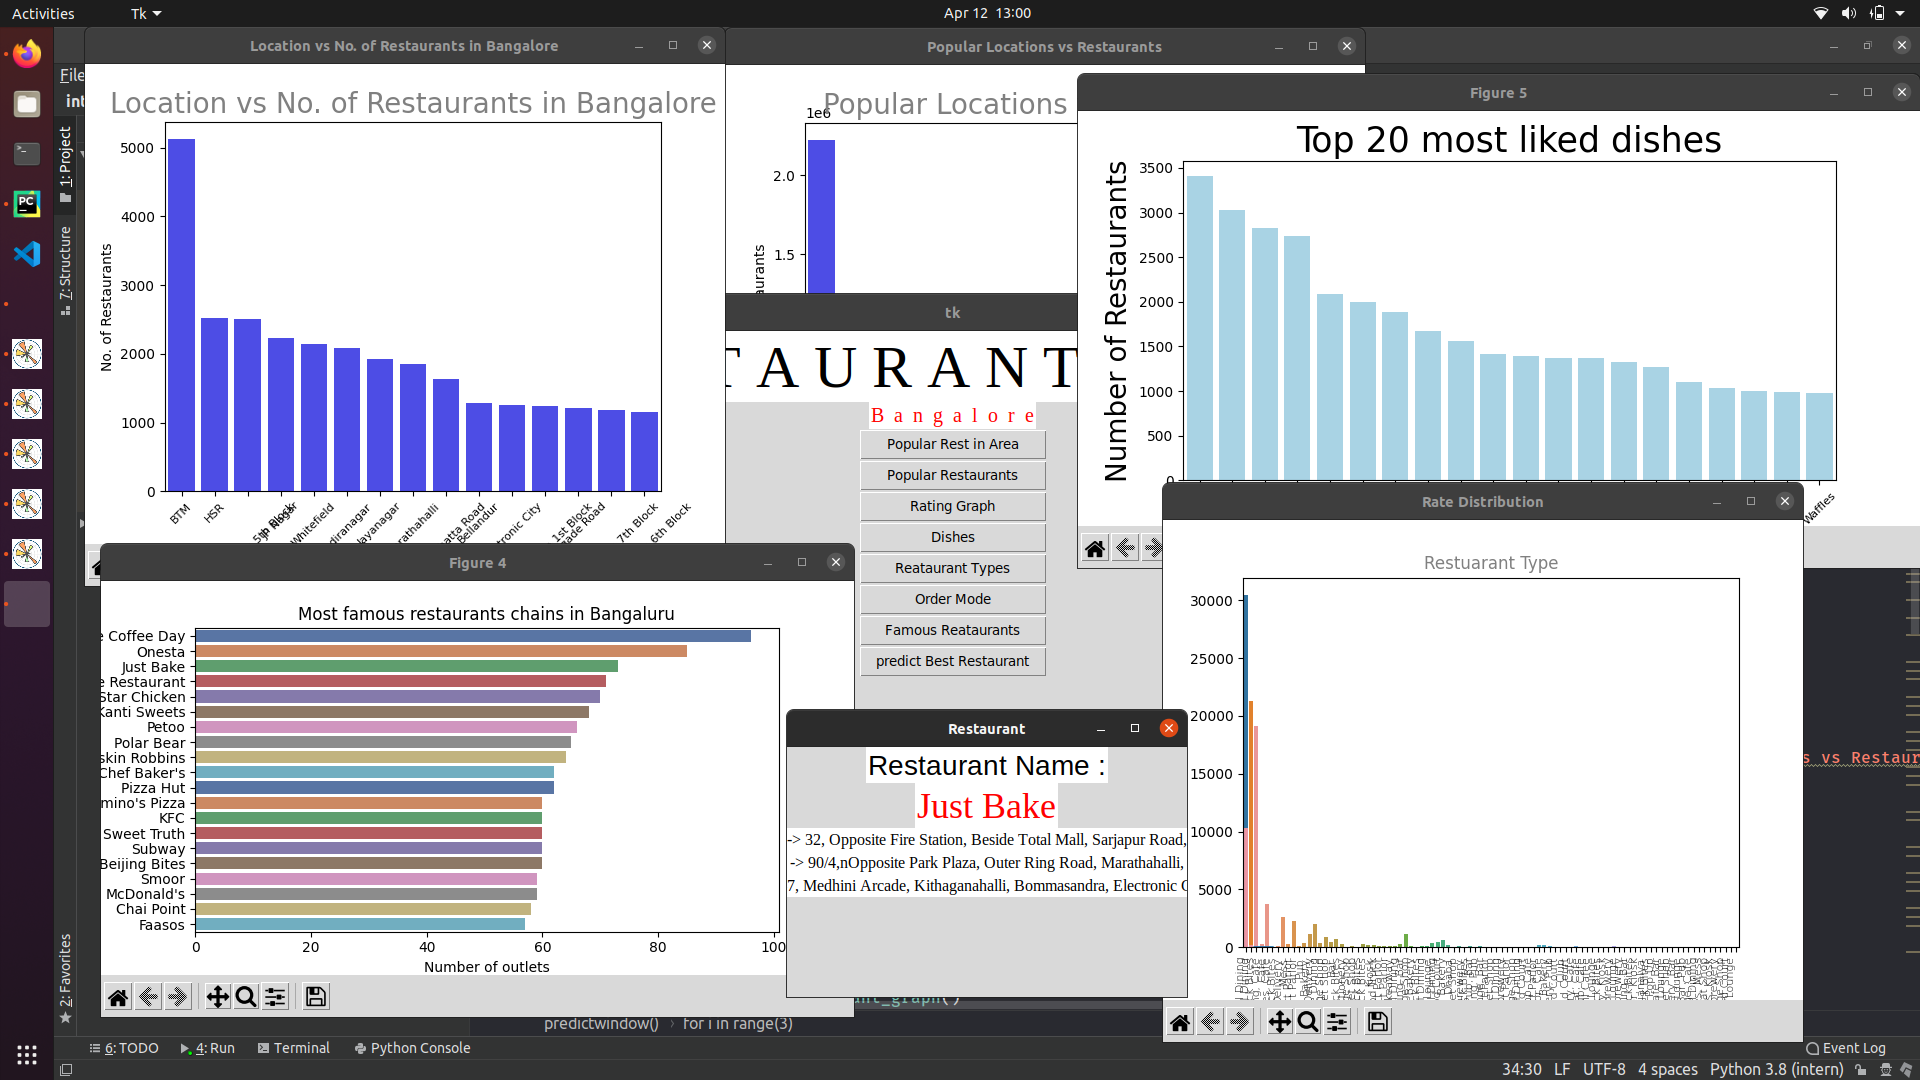 Activities
Tk
Apr 12 13:00
Location vs No. of Restaurants in Bangalore
Popular Locations vs Restaurants
File
int
1: Project
7: Structure
2: Favorites
Location vs No. of Restaurants in Bangalore
No. of Restaurants
5000
4000
3000
2000
1000
0
BTM
HSR
Whitefield
Bellandur
1st Block
7th Block
6th Block
Popular Locations
1e6
2.0
1.5
aurants
Figure 5
Top 20 most liked dishes
Number of Restaurants
3500
3000
2500
2000
1500
1000
500
0
Waffles
tk
TAURANT
Bangalore
Popular Rest in Area
Popular Restaurants
Rating Graph
Dishes
Reataurant Types
Order Mode
Famous Reataurants
predict Best Restaurant
Figure 4
Most famous restaurants chains in Bangaluru
e Coffee Day
Onesta
Just Bake
e Restaurant
Star Chicken
Kanti Sweets
Petoo
Polar Bear
skin Robbins
Chef Baker's
Pizza Hut
mino's Pizza
KFC
Sweet Truth
Subway
Beijing Bites
Smoor
McDonald's
Chai Point
Faasos
0 20 40 60 80 100
Number of outlets
Restaurant
Restaurant Name :
Just Bake
-> 32, Opposite Fire Station, Beside Total Mall, Sarjapur Road,
-> 90/4,nOpposite Park Plaza, Outer Ring Road, Marathahalli,
7, Medhini Arcade, Kithaganahalli, Bommasandra, Electronic C
Rate Distribution
Restuarant Type
30000
25000
20000
15000
10000
5000
0
s vs Restaur
predictwindow() › for i in range(3)
6: TODO
4: Run
Terminal
Python Console
Event Log
34:30 LF UTF-8 4 spaces Python 3.8 (intern)